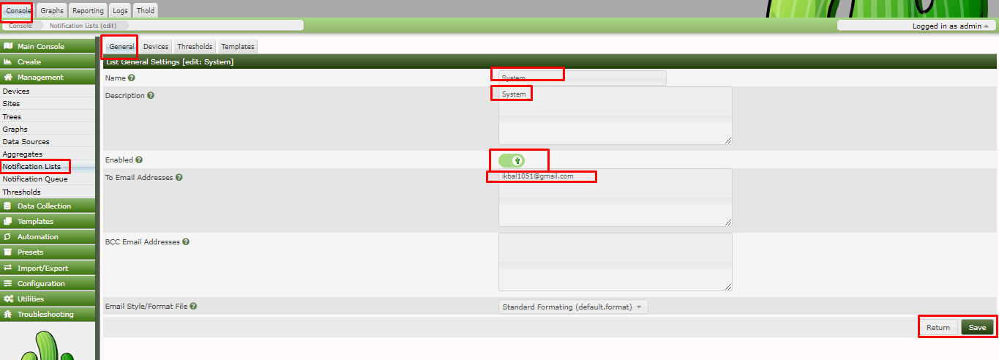 Console Graphs Reporting Logs Thold
Console Notification Lists (edit) Logged in as admin
Main Console
Create
Management
Devices
Sites
Trees
Graphs
Data Sources
Aggregates
Notification Lists
Notification Queue
Thresholds
Data Collection
Templates
Automation
Presets
Import/Export
Configuration
Utilities
Troubleshooting
General Devices Thresholds Templates
List General Settings [edit: System]
Name System
Description System
Enabled
To Email Addresses ikbal1051@gmail.com
BCC Email Addresses
Email Style/Format File Standard Formating (default.format)
Return Save